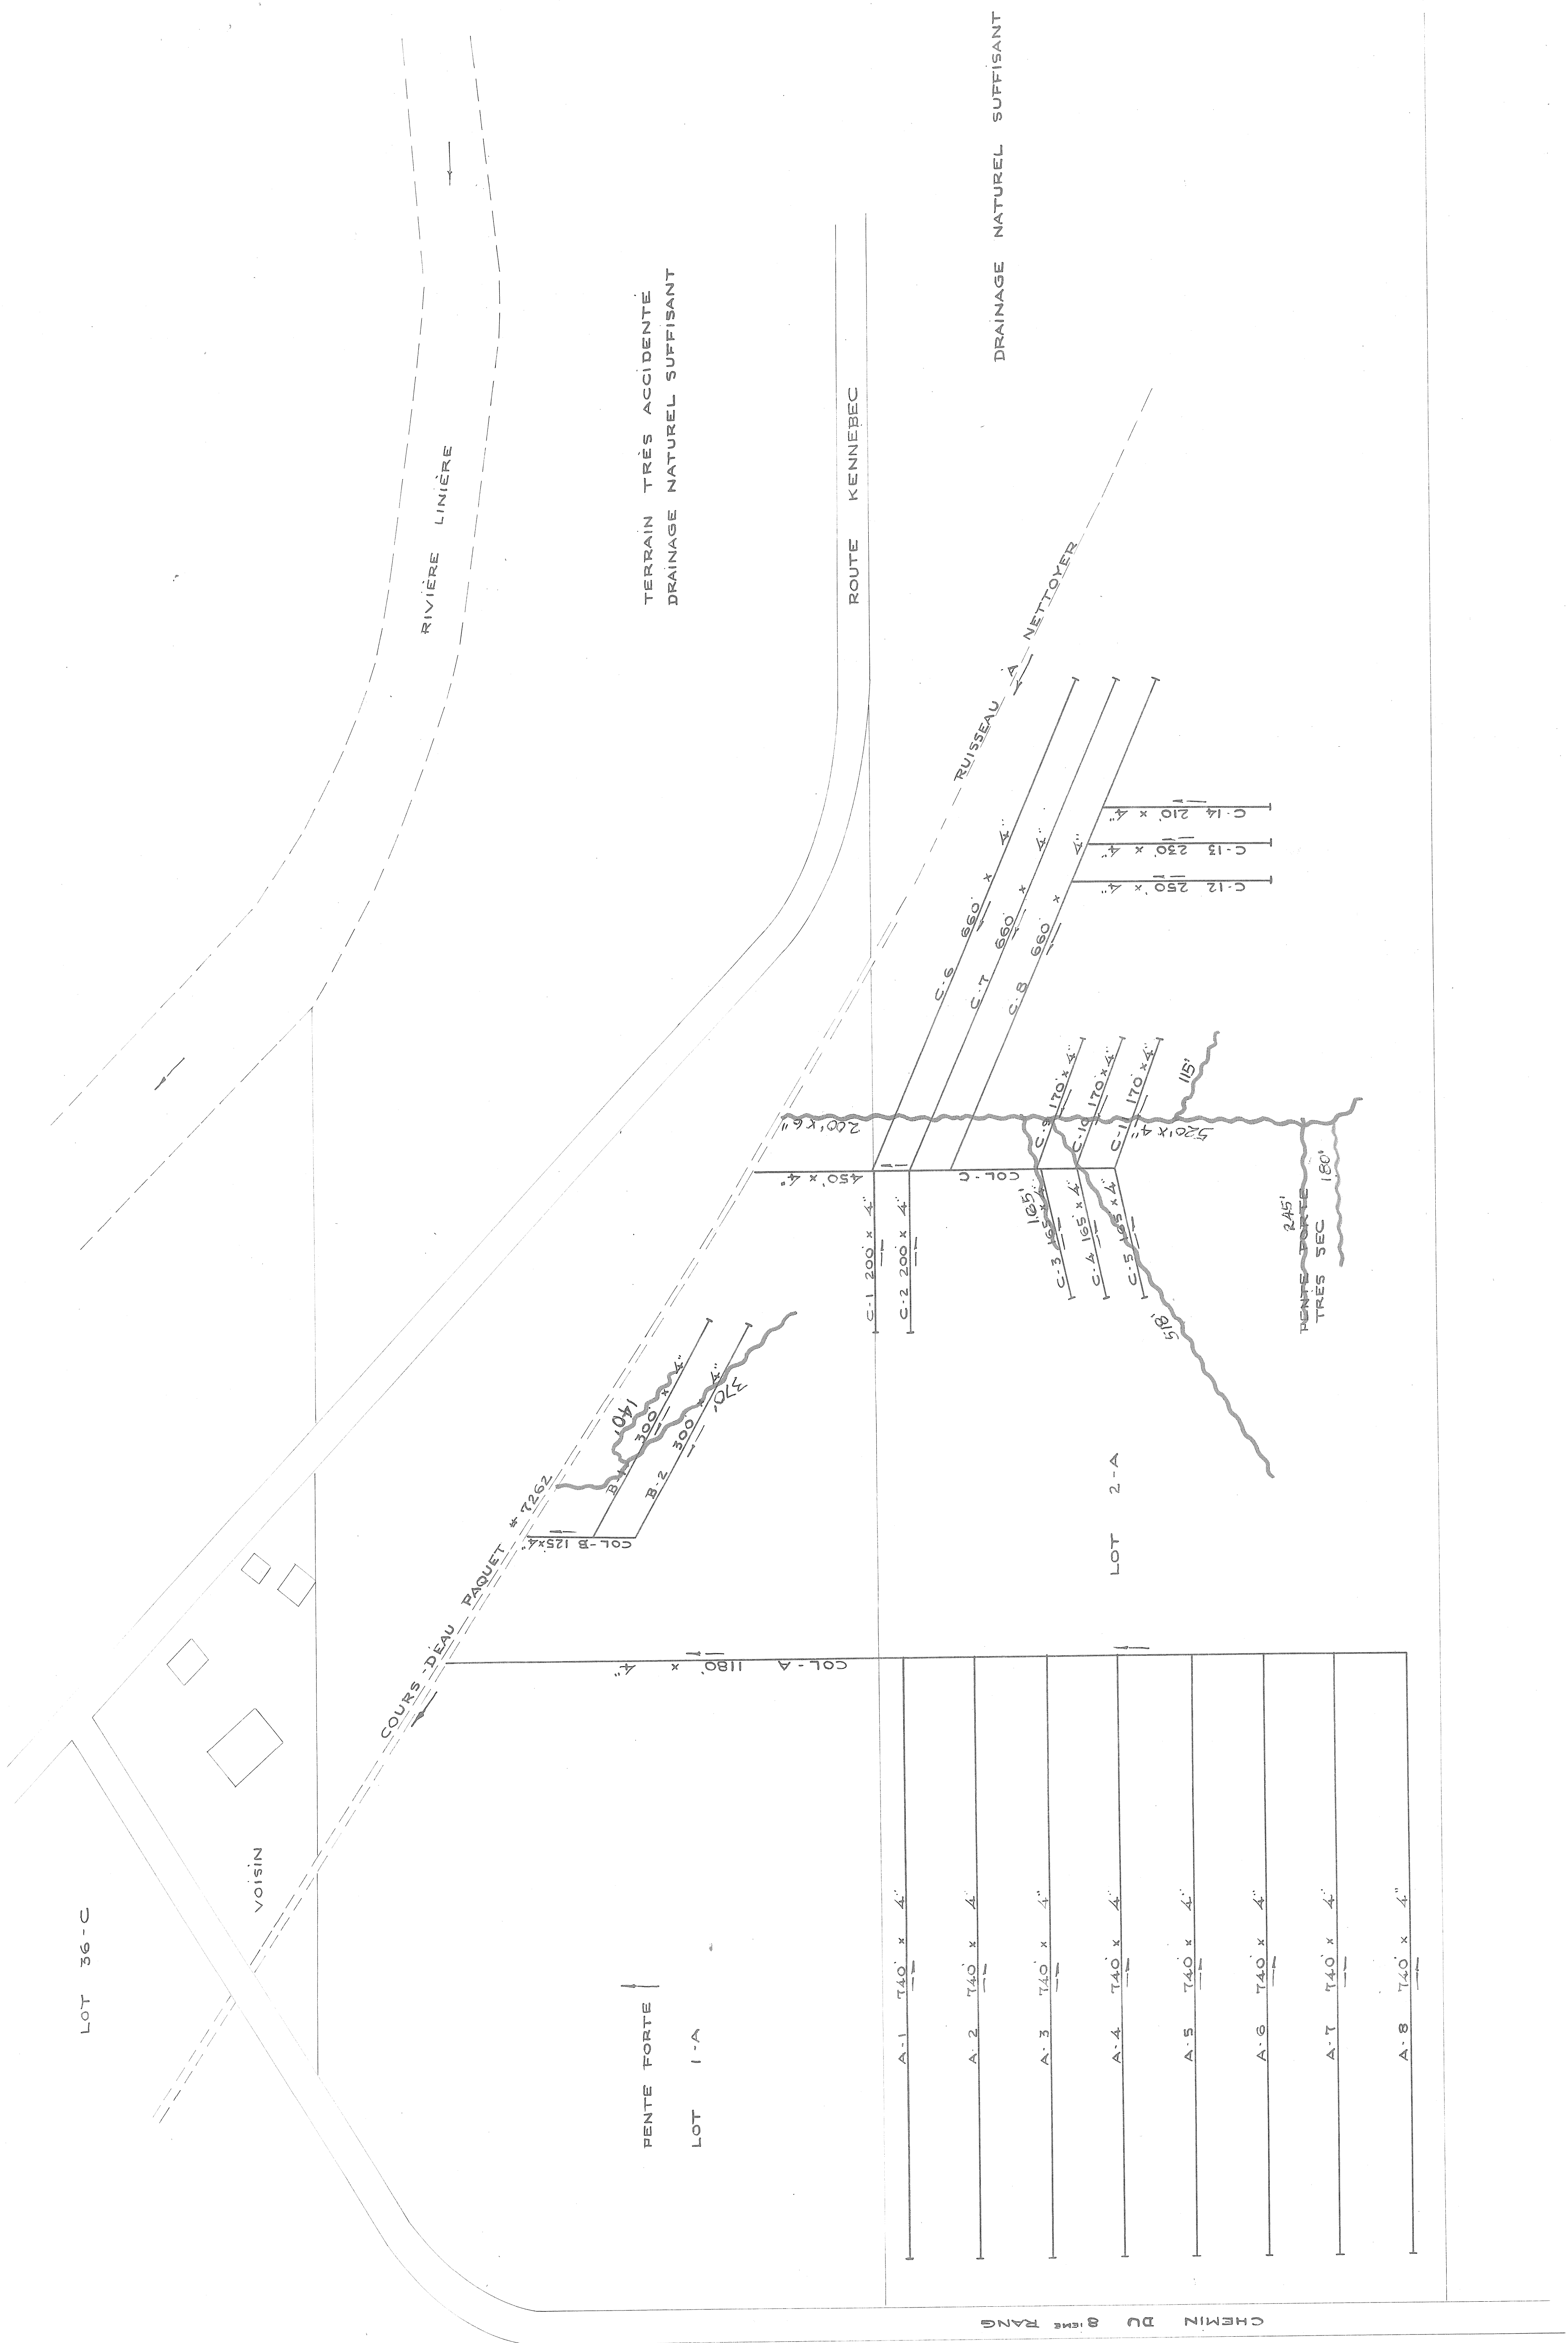 DRAINAGE NATUREL SUFFISANT
RIVIÈRE LINIÈRE
TERRAIN TRÈS ACCIDENTÉ
DRAINAGE NATUREL SUFFISANT
ROUTE KENNEBEC
RUISSEAU À NETTOYER
C-6 660' x 4"
C-7 660' x 4"
C-8 660' x 4"
C-14 210' x 4"
C-13 230' x 4"
C-12 250' x 4"
200' x 6"
C-9 170' x 4"
C-10 170' x 4"
C-11 170' x 4"
115'
520' x 4"
COL-C
450' x 4"
C-1 200' x 4"
C-2 200' x 4"
165'
C-3 165' x 4"
C-4 165' x 4"
C-5 165' x 4"
518'
245'
180'
PENTE FORTE
TRÈS SEC
140'
370'
B-1 300' x 4"
B-2 300' x 4"
COL-B 125'x4"
COURS-D'EAU PAQUET # 7262
LOT 2-A
COL-A 1180' x 4"
VOISIN
LOT 36-C
PENTE FORTE
LOT 1-A
A-1 740' x 4"
A-2 740' x 4"
A-3 740' x 4"
A-4 740' x 4"
A-5 740' x 4"
A-6 740' x 4"
A-7 740' x 4"
A-8 740' x 4"
CHEMIN DU 8IEME RANG